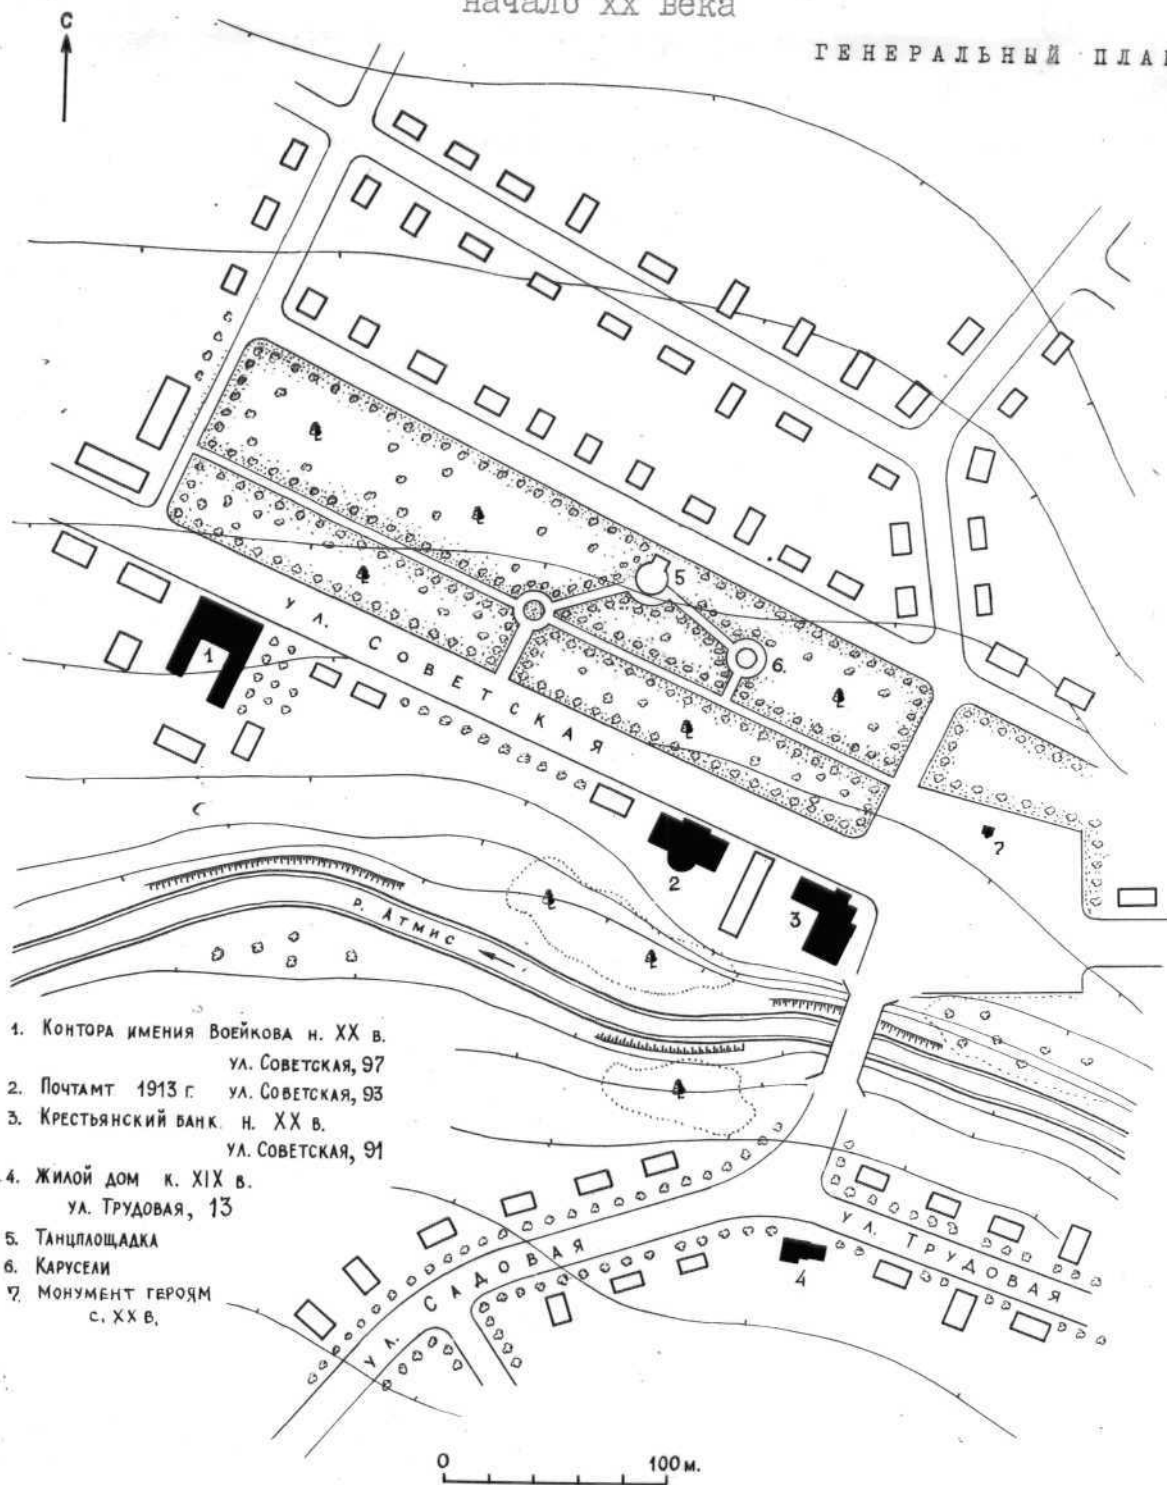 начало XX века
ГЕНЕРАЛЬНЫЙ ПЛАН
С
5
6.
1
УЛ. СОВЕТСКАЯ
2
3
7
Р. АТМИС
1. КОНТОРА ИМЕНИЯ ВОЕЙКОВА Н. XX В.
УЛ. СОВЕТСКАЯ, 97
2. ПОЧТАМТ 1913 Г. УЛ. СОВЕТСКАЯ, 93
3. КРЕСТЬЯНСКИЙ БАНК. Н. XX В.
УЛ. СОВЕТСКАЯ, 91
4. ЖИЛОЙ ДОМ К. XIX В.
УЛ. ТРУДОВАЯ, 13
5. ТАНЦПЛОЩАДКА
6. КАРУСЕЛИ
7. МОНУМЕНТ ГЕРОЯМ
С. XX В.
УЛ. САДОВАЯ
УЛ. ТРУДОВАЯ
4
0 100 М.